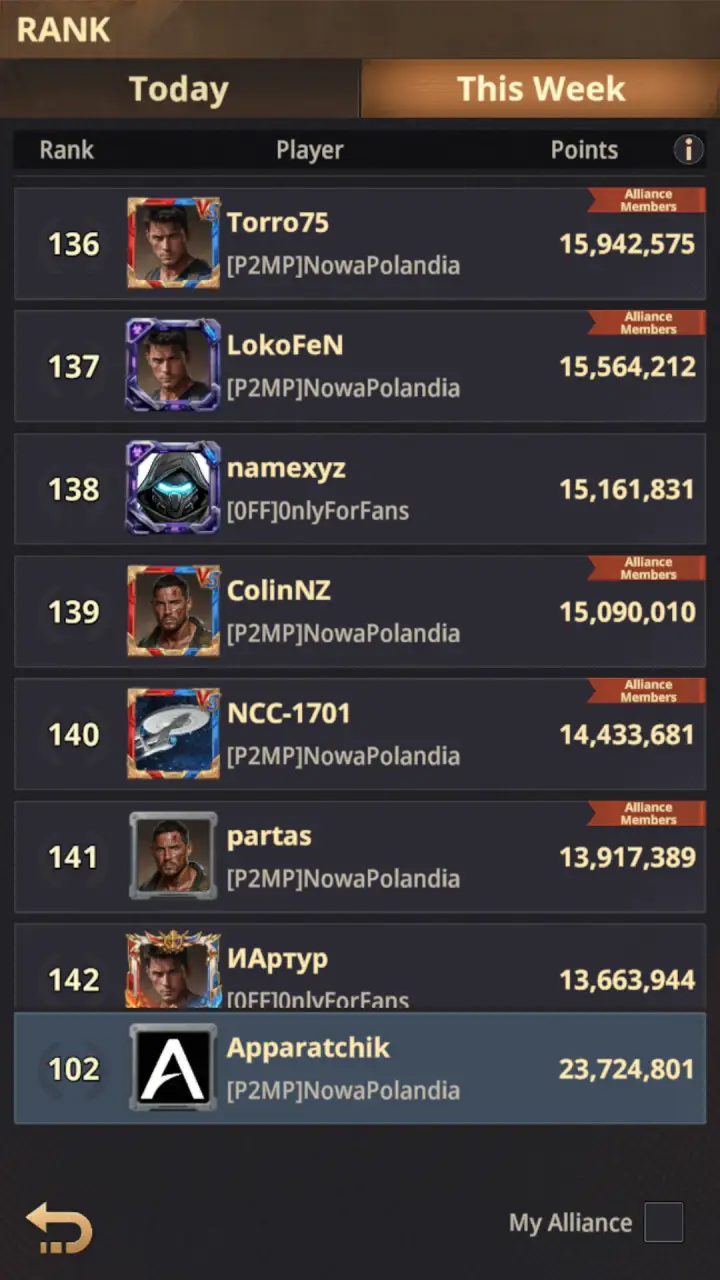 RANK
Today
This Week
Rank Player Points
Alliance
Members
136 Torro75 15,942,575
[P2MP]NowaPolandia
Alliance
Members
137 LokoFeN 15,564,212
[P2MP]NowaPolandia
138 namexyz 15,161,831
[0FF]0nlyForFans
Alliance
Members
139 ColinNZ 15,090,010
[P2MP]NowaPolandia
Alliance
Members
140 NCC-1701 14,433,681
[P2MP]NowaPolandia
Alliance
Members
141 partas 13,917,389
[P2MP]NowaPolandia
142 ИАртур 13,663,944
[0FF]0nlyForFans
102 Apparatchik 23,724,801
[P2MP]NowaPolandia
My Alliance